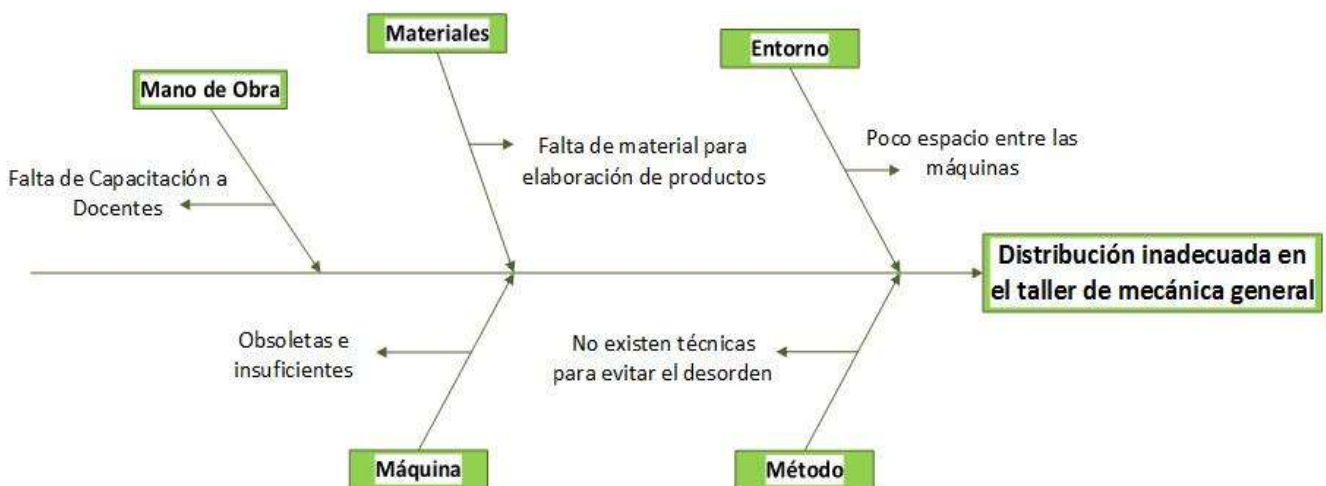 Materiales
Entorno
Mano de Obra
Falta de material para
elaboración de productos
Poco espacio entre las
máquinas
Falta de Capacitación a
Docentes
Distribución inadecuada en
el taller de mecánica general
Obsoletas e
insuficientes
No existen técnicas
para evitar el desorden
Máquina
Método